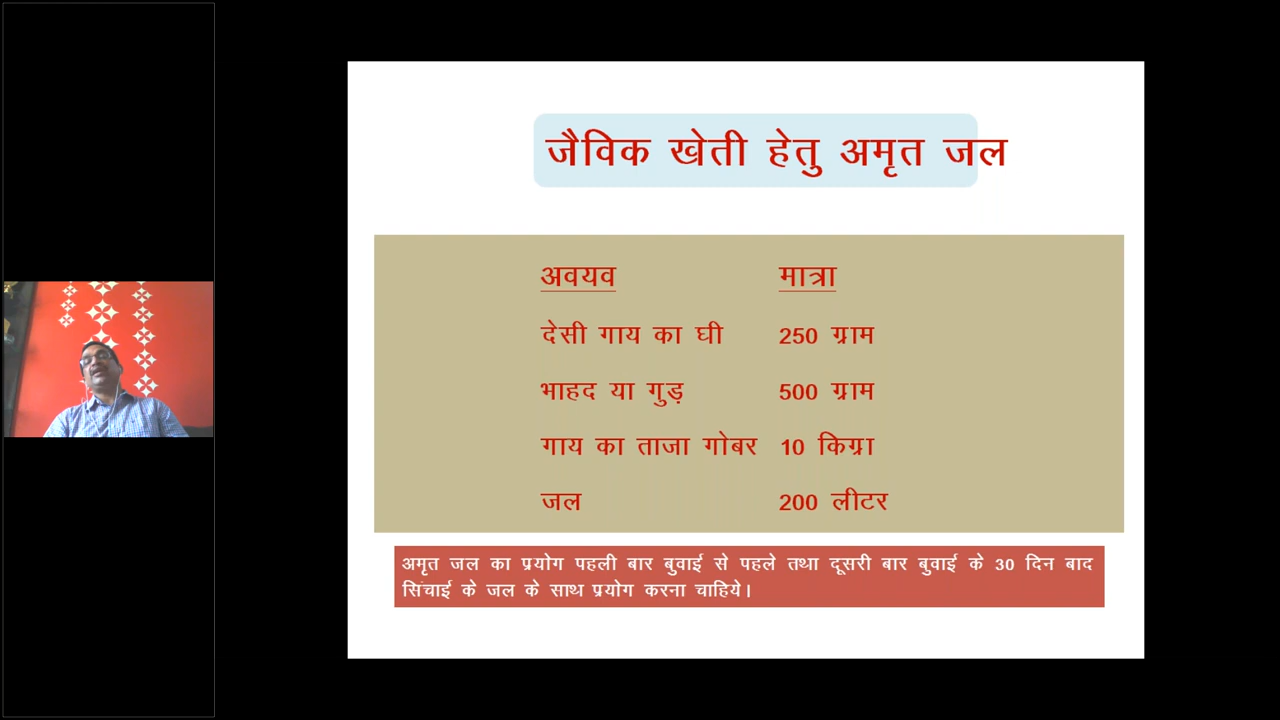 जैविक खेती हेतु अमृत जल
अवयव मात्रा
देसी गाय का घी 250 ग्राम
भाहद या गुड़ 500 ग्राम
गाय का ताजा गोबर 10 किग्रा
जल 200 लीटर
अमृत जल का प्रयोग पहली बार बुवाई से पहले तथा दूसरी बार बुवाई के 30 दिन बाद
सिंचाई के जल के साथ प्रयोग करना चाहिये।